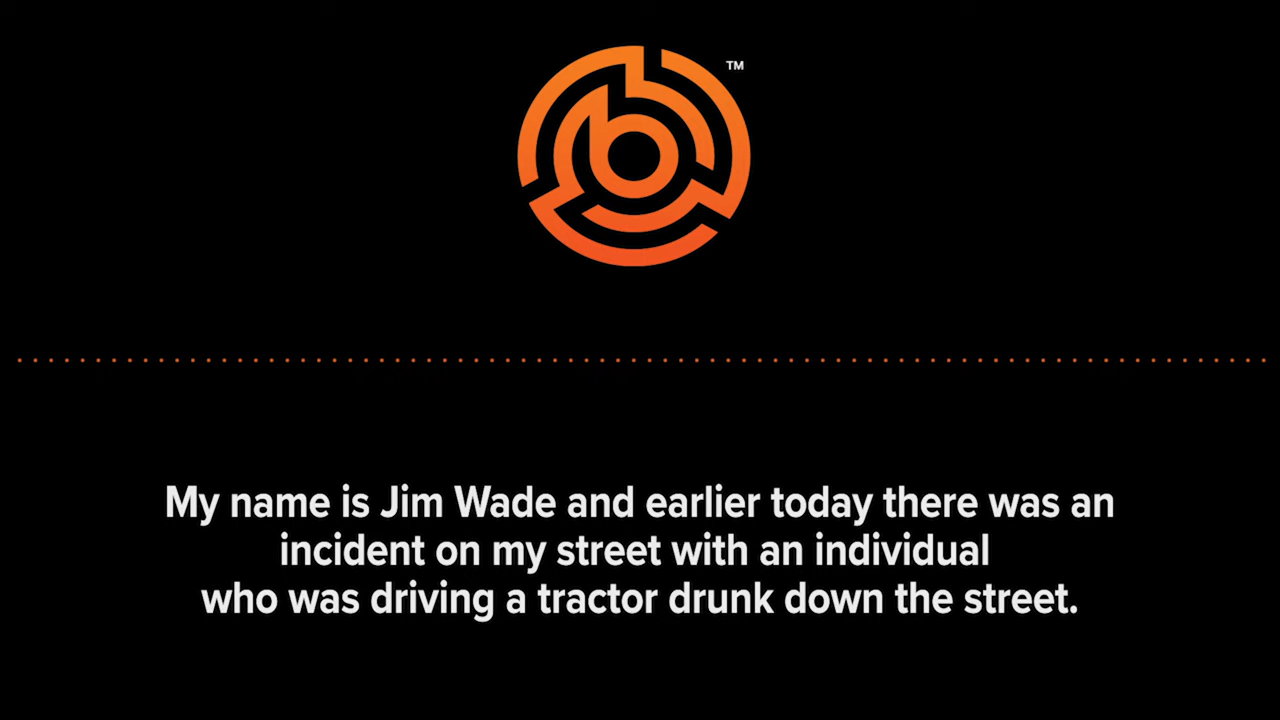 TM
My name is Jim Wade and earlier today there was an
incident on my street with an individual
who was driving a tractor drunk down the street.